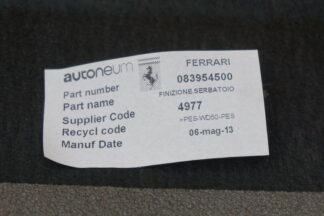 autoneum FERRARI
Part number 083954500
Part name FINIZIONE.SERBATOIO
Supplier Code 4977
Recycl code >PES-WD50-PES
Manuf Date 06-mag-13